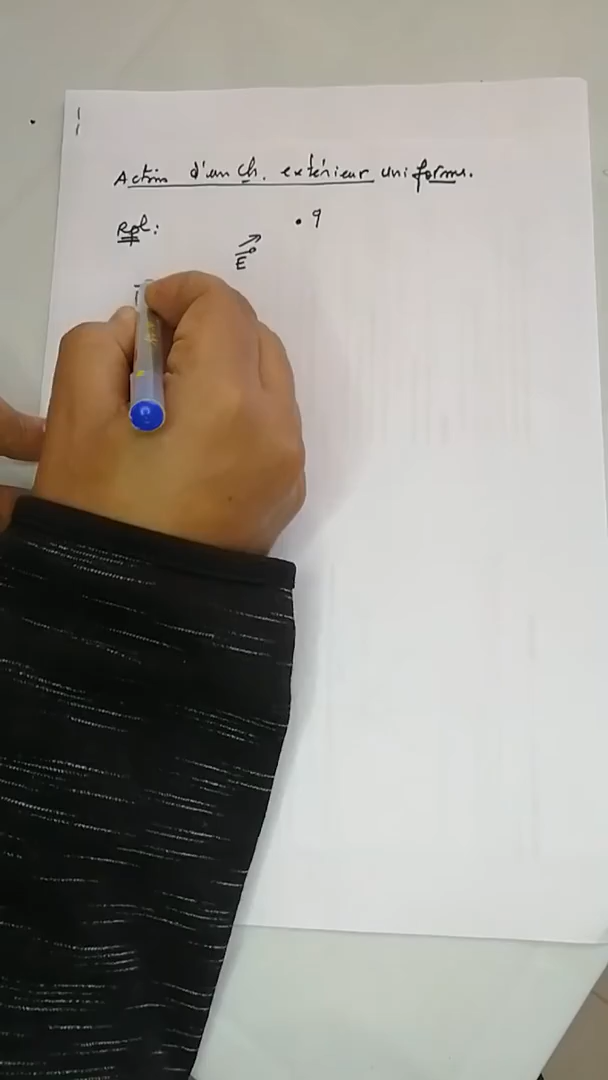 Action d'un ch. extérieur uniforme.
Rpl:
• q
E